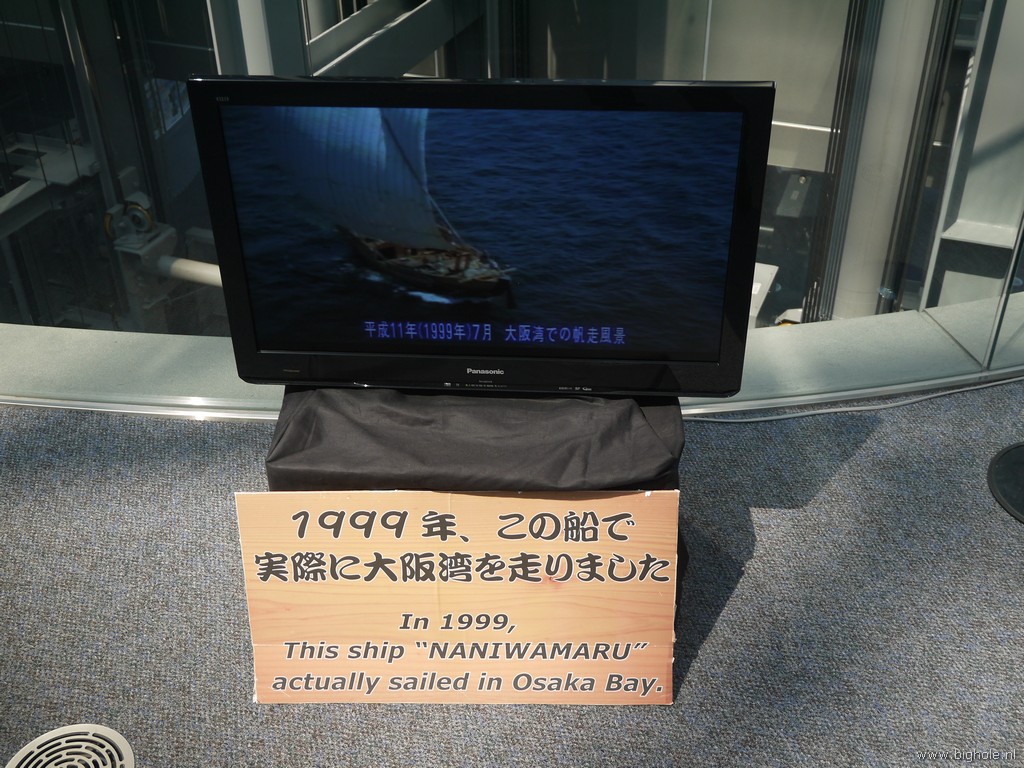 平成11年(1999年)7月 大阪湾での帆走風景
Panasonic
1999年、この船で
実際に大阪湾を走りました
In 1999,
This ship “NANIWAMARU”
actually sailed in Osaka Bay.
www.bighole.nl